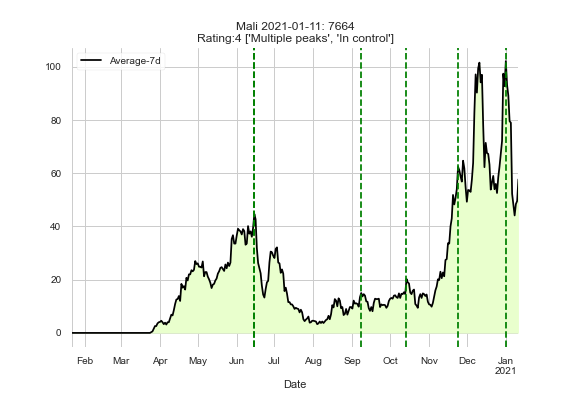 Mali 2021-01-11: 7664
Rating:4 ['Multiple peaks', 'In control']
Average-7d
100
80
60
40
20
0
Feb Mar Apr May Jun Jul Aug Sep Oct Nov Dec Jan
2021
Date